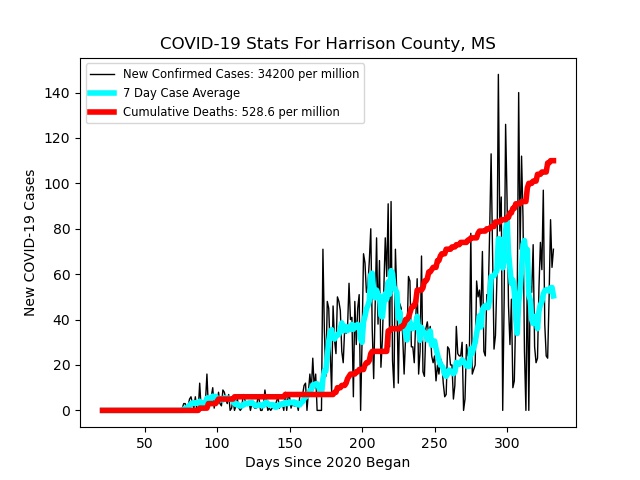 COVID-19 Stats For Harrison County, MS
New Confirmed Cases: 34200 per million
7 Day Case Average
Cumulative Deaths: 528.6 per million
New COVID-19 Cases
140
120
100
80
60
40
20
0
50 100 150 200 250 300
Days Since 2020 Began